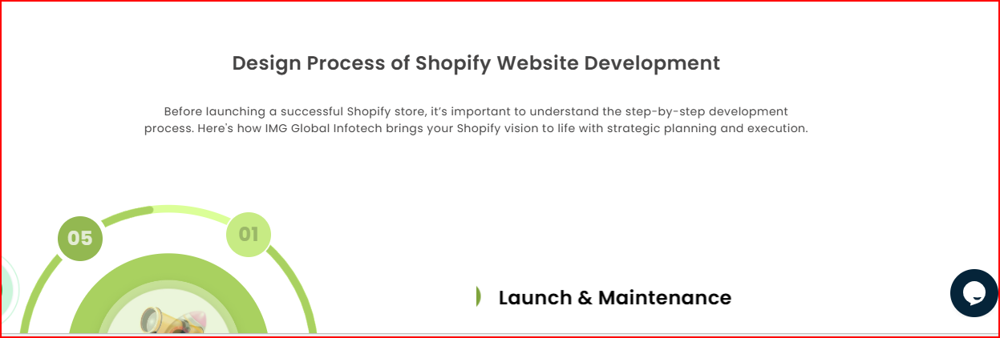 Design Process of Shopify Website Development
Before launching a successful Shopify store, it’s important to understand the step-by-step development
process. Here's how IMG Global Infotech brings your Shopify vision to life with strategic planning and execution.
05
01
Launch & Maintenance